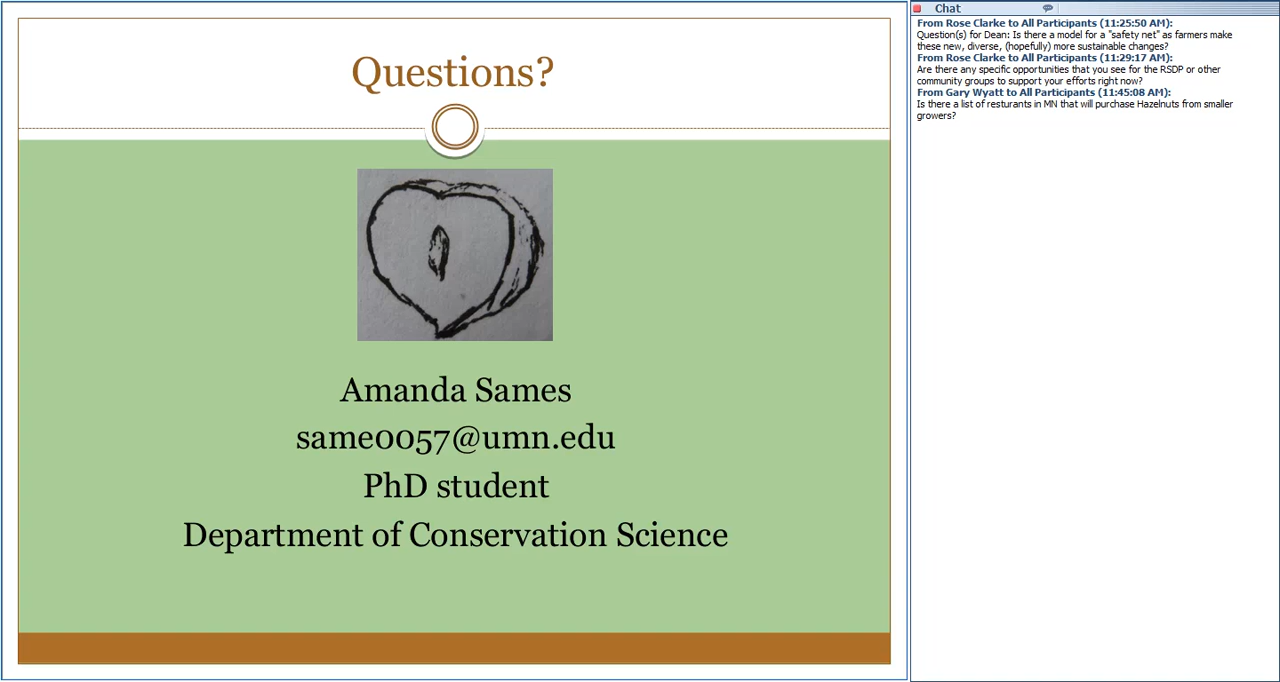 Questions?
Amanda Sames
same0057@umn.edu
PhD student
Department of Conservation Science
Chat
From Rose Clarke to All Participants (11:25:50 AM):
Question(s) for Dean: Is there a model for a "safety net" as farmers make
these new, diverse, (hopefully) more sustainable changes?
From Rose Clarke to All Participants (11:29:17 AM):
Are there any specific opportunities that you see for the RSDP or other
community groups to support your efforts right now?
From Gary Wyatt to All Participants (11:45:08 AM):
Is there a list of resturants in MN that will purchase Hazelnuts from smaller
growers?